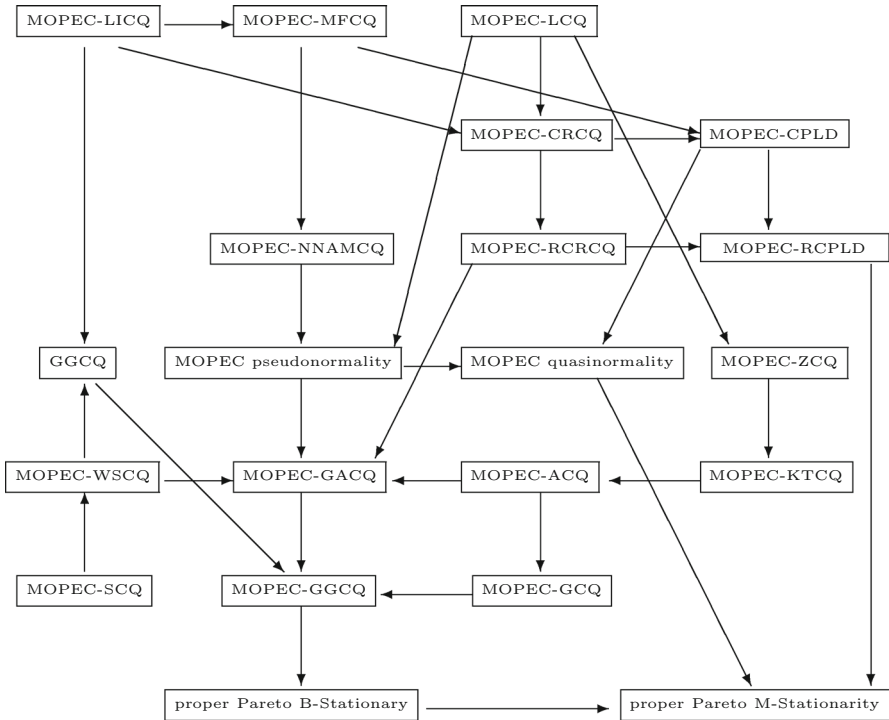 MOPEC-LICQ
MOPEC-MFCQ
MOPEC-LCQ
MOPEC-CRCQ
MOPEC-CPLD
MOPEC-NNAMCQ
MOPEC-RCRCQ
MOPEC-RCPLD
GGCQ
MOPEC pseudonormality
MOPEC quasinormality
MOPEC-ZCQ
MOPEC-WSCQ
MOPEC-GACQ
MOPEC-ACQ
MOPEC-KTCQ
MOPEC-SCQ
MOPEC-GGCQ
MOPEC-GCQ
proper Pareto B-Stationary
proper Pareto M-Stationarity